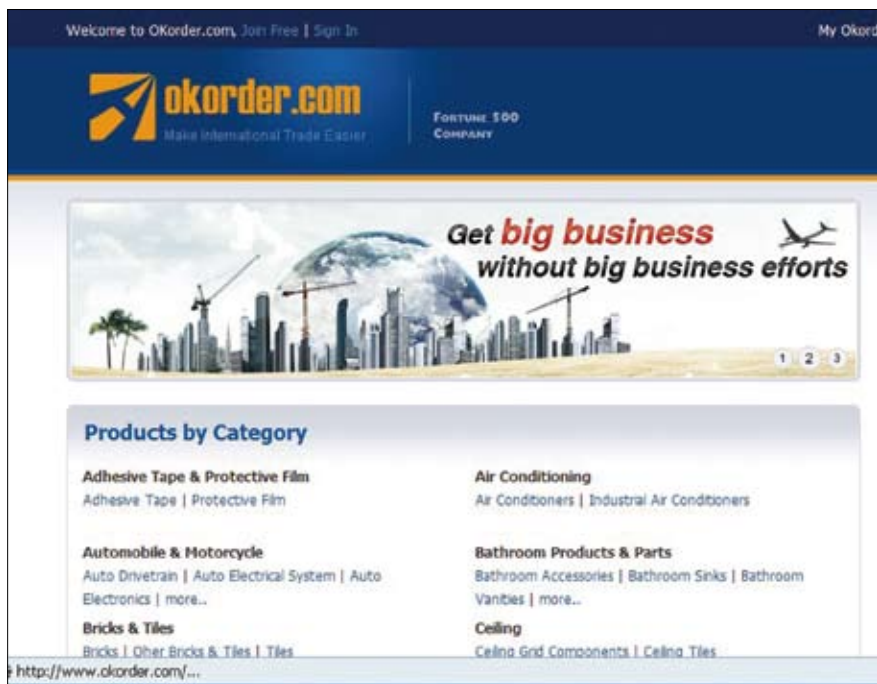 Welcome to OKorder.com, Join Free | Sign In
My Okord
okorder.com
Make International Trade Easier
FORTUNE 500
COMPANY
Get big business
without big business efforts
1 2 3
Products by Category
Adhesive Tape & Protective Film
Adhesive Tape | Protective Film
Air Conditioning
Air Conditioners | Industrial Air Conditioners
Automobile & Motorcycle
Auto Drivetrain | Auto Electrical System | Auto
Electronics | more..
Bathroom Products & Parts
Bathroom Accessories | Bathroom Sinks | Bathroom
Vanities | more..
Bricks & Tiles
Bricks | Oher Bricks & Tiles | Tiles
Ceiling
Ceiling Grid Components | Ceiling Tiles
http://www.okorder.com/...